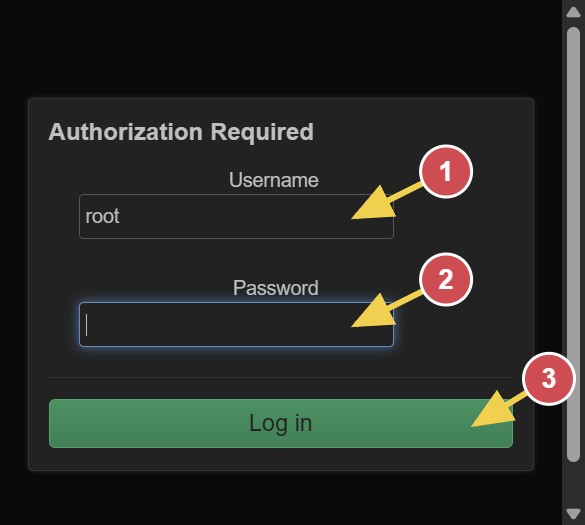 Authorization Required
Username
1
root
Password
2
3
Log in